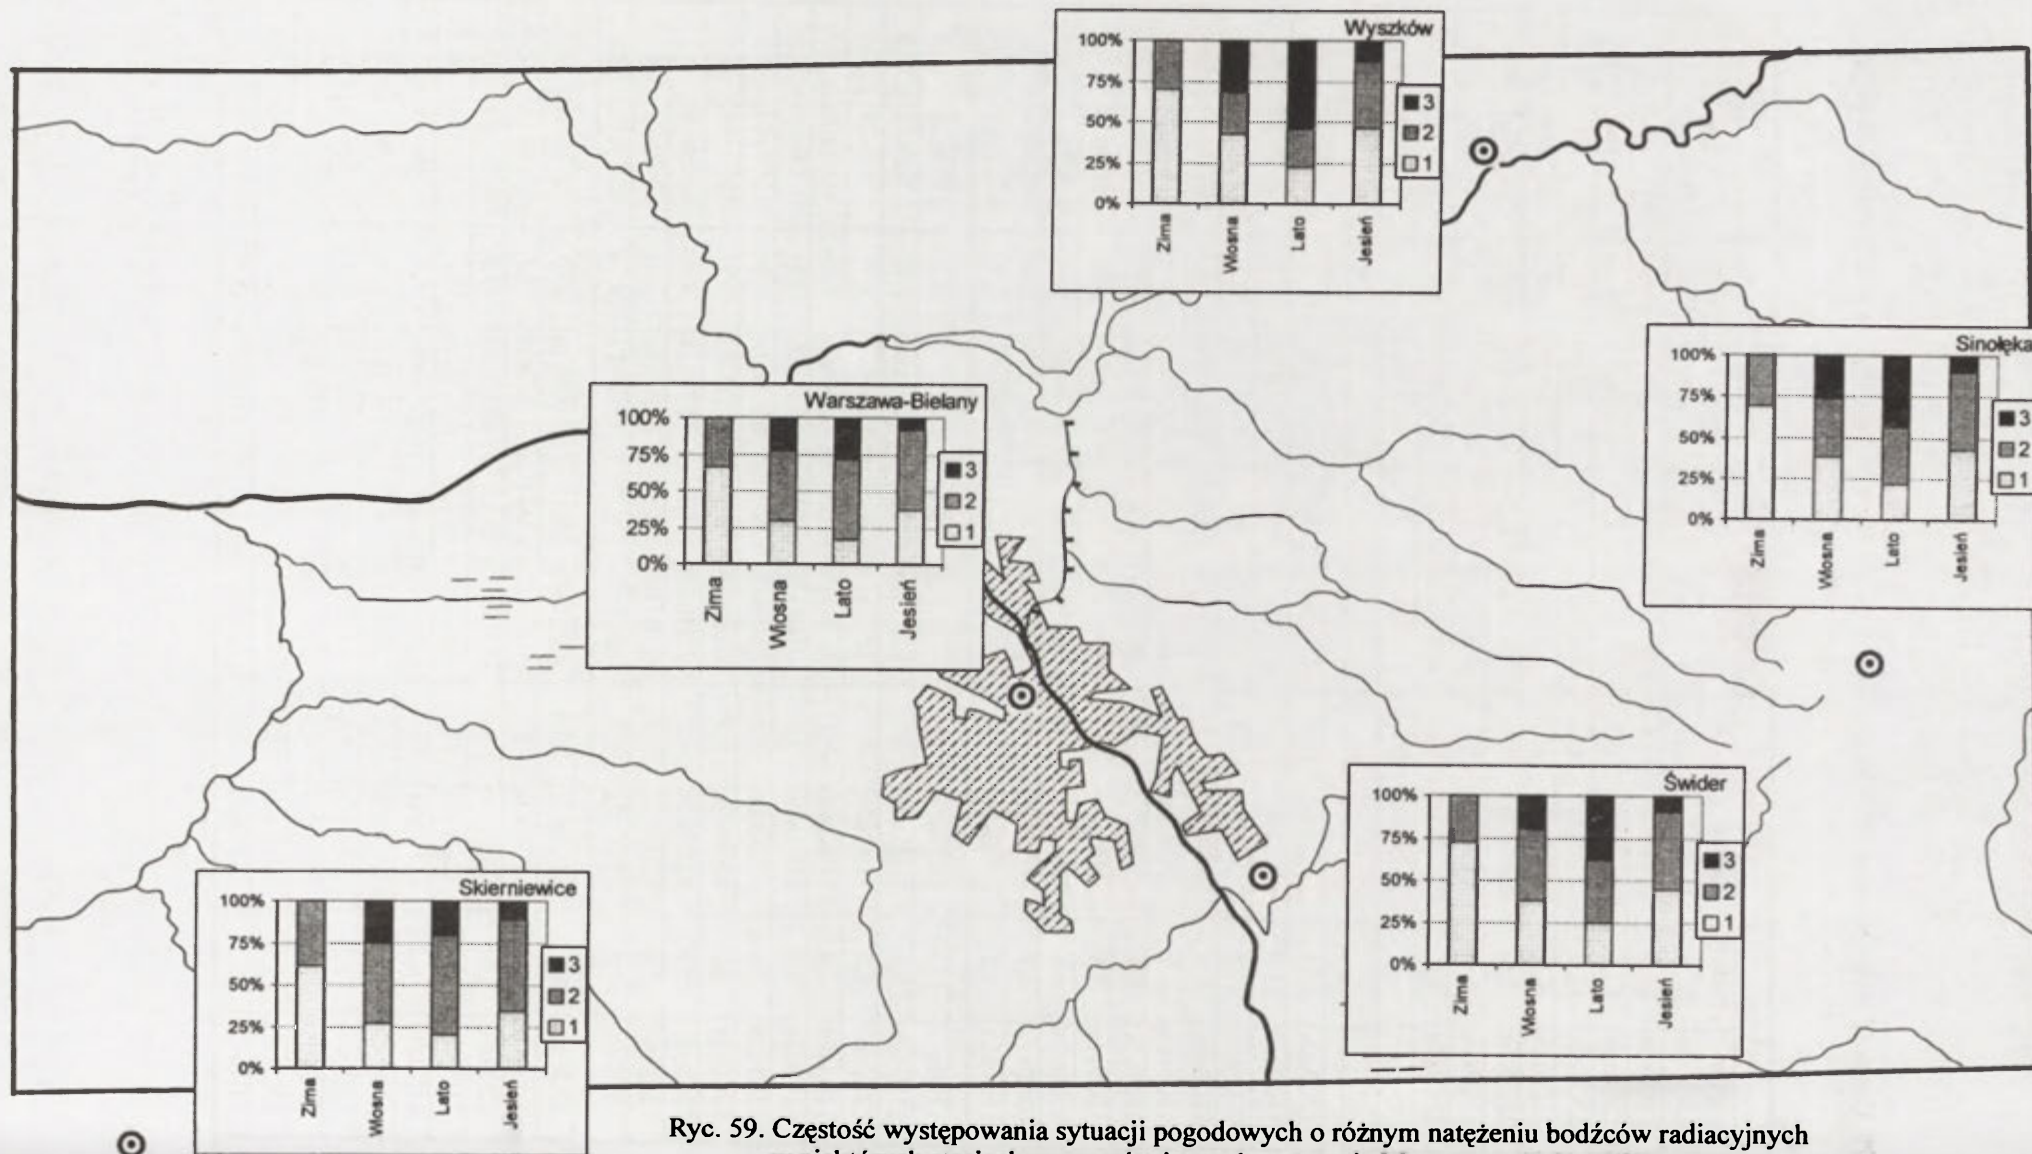 Wyszków
100%
75%
50%
25%
0%
3
2
1
Zima
Wiosna
Lato
Jesień
Sinołęka
100%
75%
50%
25%
0%
3
2
1
Zima
Wiosna
Lato
Jesień
Warszawa-Bielany
100%
75%
50%
25%
0%
3
2
1
Zima
Wiosna
Lato
Jesień
Świder
100%
75%
50%
25%
0%
3
2
1
Zima
Wiosna
Lato
Jesień
Skierniewice
100%
75%
50%
25%
0%
3
2
1
Zima
Wiosna
Lato
Jesień
Ryc. 59. Częstość występowania sytuacji pogodowych o różnym natężeniu bodźców radiacyjnych